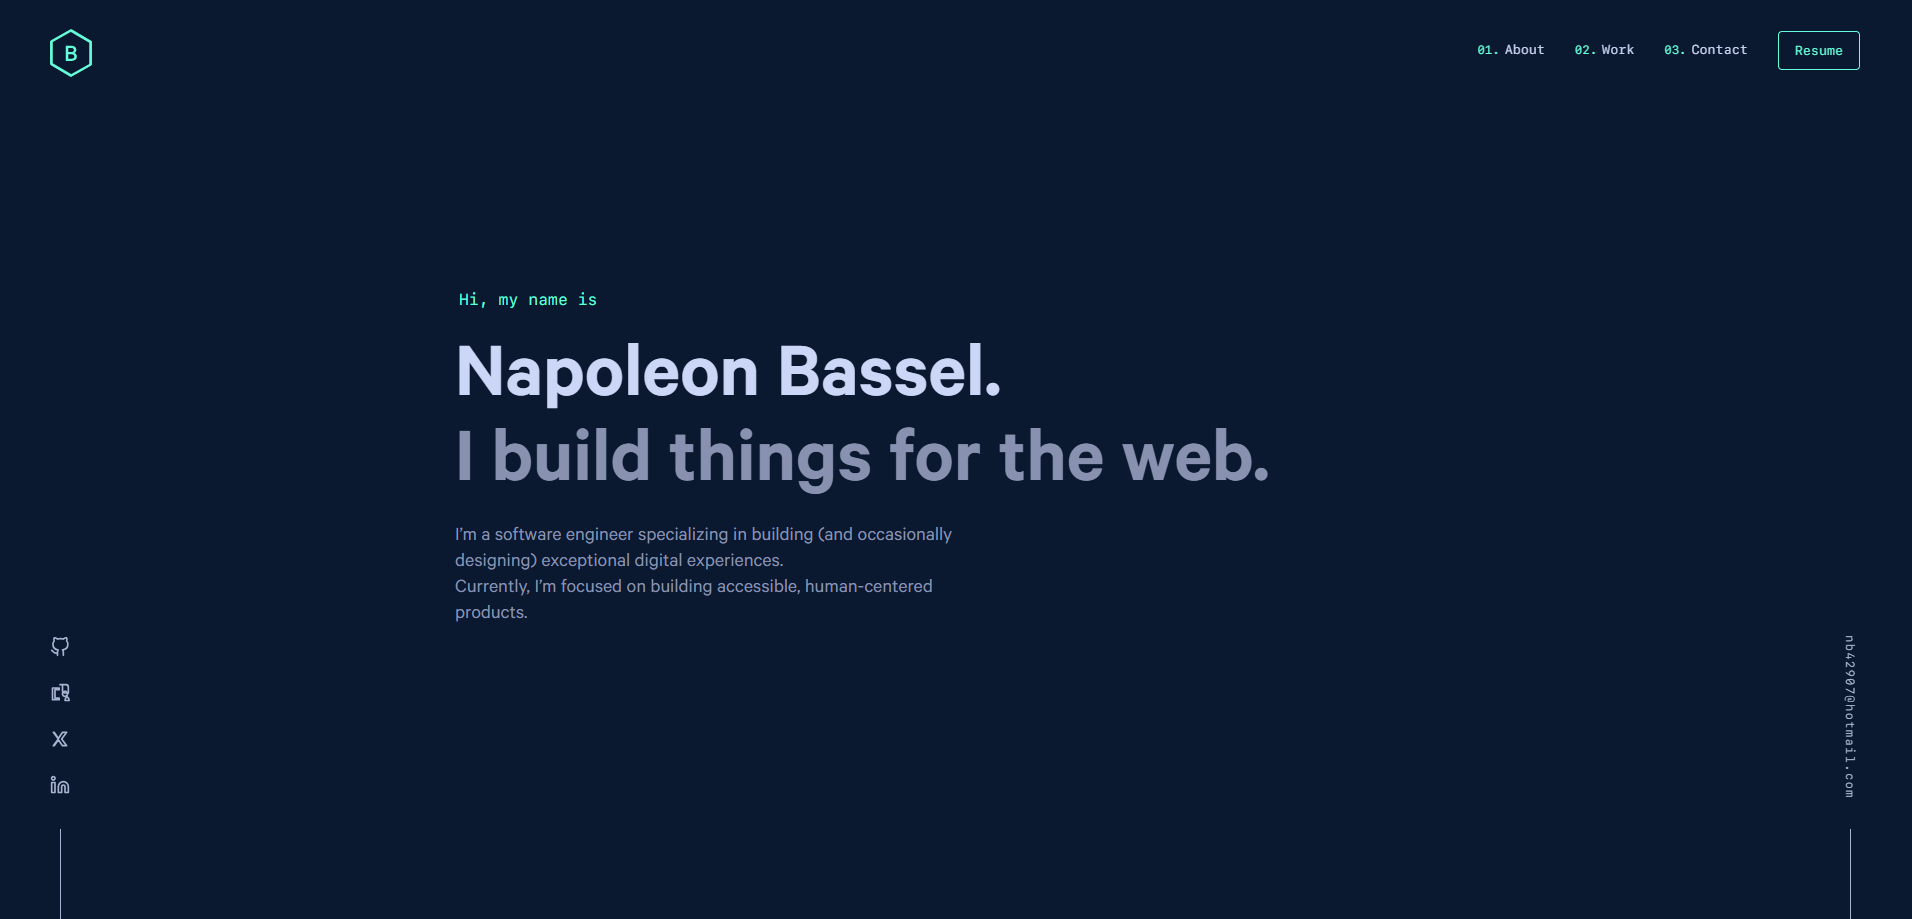 B
01. About
02. Work
03. Contact
Resume
Hi, my name is
Napoleon Bassel.
I build things for the web.
I’m a software engineer specializing in building (and occasionally
designing) exceptional digital experiences.
Currently, I’m focused on building accessible, human-centered
products.
nb42907@hotmail.com